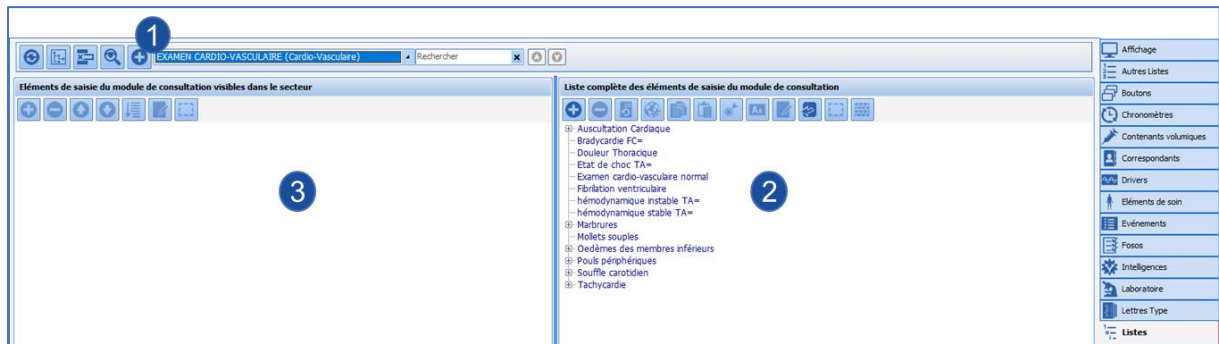 1
EXAMEN CARDIO-VASCULAIRE (Cardio-Vasculaire)
Rechercher
Eléments de saisie du module de consultation visibles dans le secteur
3
Liste complète des éléments de saisie du module de consultation
Auscultation Cardiaque
Bradycardie FC=
Douleur Thoracique
Etat de choc TA=
Examen cardio-vasculaire normal
Fibrilation ventriculaire
hémodynamique instable TA=
hémodynamique stable TA=
Marbrures
Mollets souples
Oedèmes des membres inférieurs
Pouls périphériques
Souffle carotidien
Tachycardie
2
Affichage
Autres Listes
Boutons
Chronomètres
Contenants volumiques
Correspondants
Drivers
Eléments de soin
Evénements
Fosos
Intelligences
Laboratoire
Lettres Type
Listes